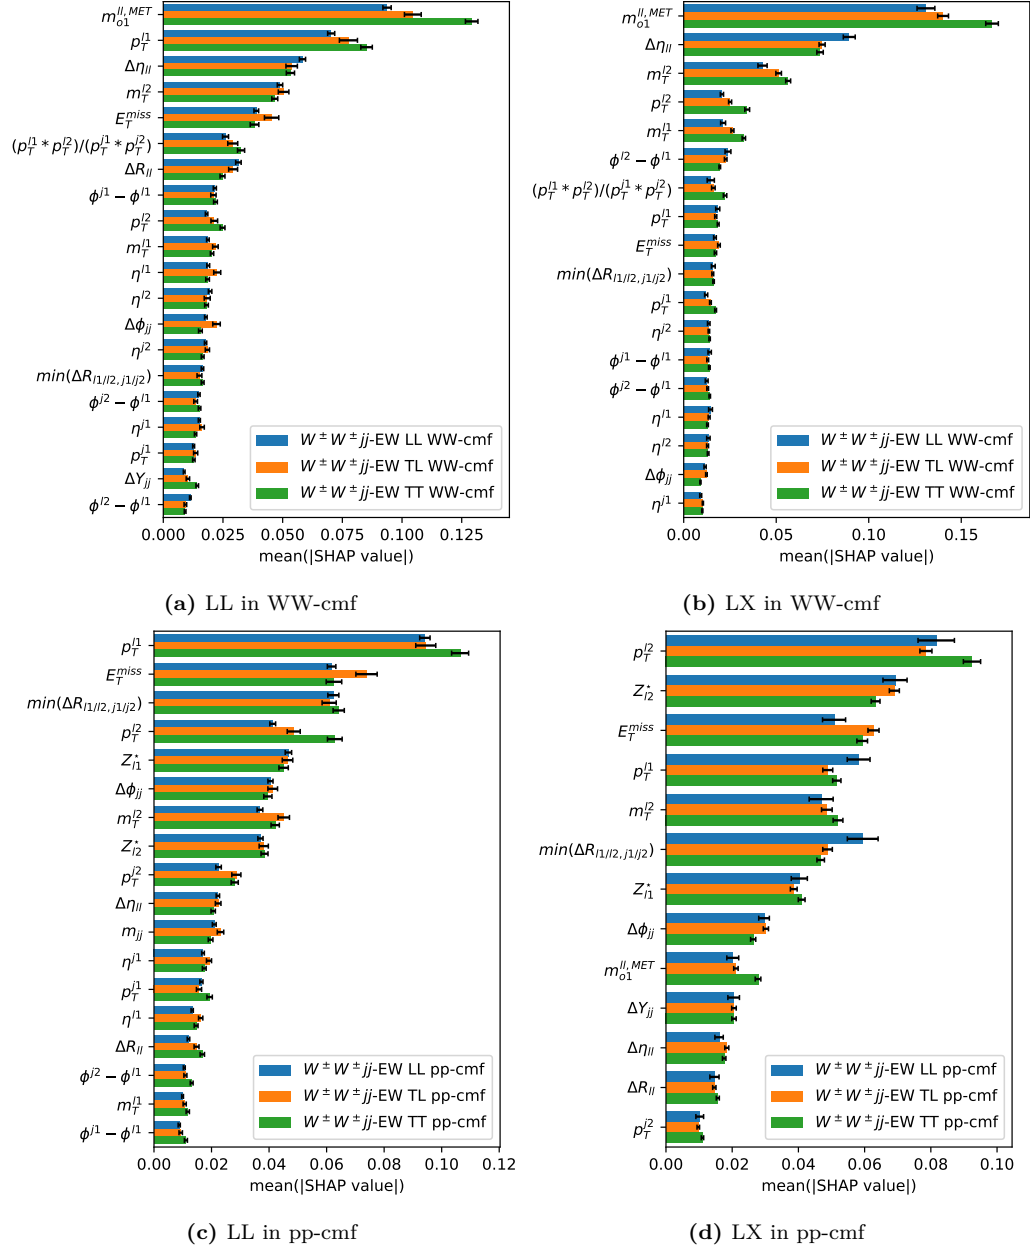 m_{o1}^{ll,MET}
p_T^{l1}
Δη_{ll}
m_T^{l2}
E_T^{miss}
(p_T^{l1} * p_T^{l2})/(p_T^{j1} * p_T^{j2})
ΔR_{ll}
ϕ^{j1} − ϕ^{l1}
p_T^{l2}
m_T^{l1}
η^{l1}
η^{l2}
Δϕ_{jj}
η^{j2}
min(ΔR_{l1/l2, j1/j2})
ϕ^{j2} − ϕ^{l1}
η^{j1}
p_T^{j1}
ΔY_{jj}
ϕ^{l2} − ϕ^{l1}
W^± W^± jj-EW LL WW-cmf
W^± W^± jj-EW TL WW-cmf
W^± W^± jj-EW TT WW-cmf
0.000 0.025 0.050 0.075 0.100 0.125
mean(|SHAP value|)
(a) LL in WW-cmf
m_{o1}^{ll,MET}
Δη_{ll}
m_T^{l2}
p_T^{l2}
m_T^{l1}
ϕ^{l2} − ϕ^{l1}
(p_T^{l1} * p_T^{l2})/(p_T^{j1} * p_T^{j2})
p_T^{l1}
E_T^{miss}
min(ΔR_{l1/l2, j1/j2})
p_T^{j1}
η^{j2}
ϕ^{j1} − ϕ^{l1}
ϕ^{j2} − ϕ^{l1}
η^{l1}
η^{l2}
Δϕ_{jj}
η^{j1}
W^± W^± jj-EW LL WW-cmf
W^± W^± jj-EW TL WW-cmf
W^± W^± jj-EW TT WW-cmf
0.00 0.05 0.10 0.15
mean(|SHAP value|)
(b) LX in WW-cmf
p_T^{l1}
E_T^{miss}
min(ΔR_{l1/l2, j1/j2})
p_T^{l2}
Z_{l1}^⋆
Δϕ_{jj}
m_T^{l2}
Z_{l2}^⋆
p_T^{j2}
Δη_{ll}
m_{jj}
η^{j1}
p_T^{j1}
η^{l1}
ΔR_{ll}
ϕ^{j2} − ϕ^{l1}
m_T^{l1}
ϕ^{j1} − ϕ^{l1}
W^± W^± jj-EW LL pp-cmf
W^± W^± jj-EW TL pp-cmf
W^± W^± jj-EW TT pp-cmf
0.00 0.02 0.04 0.06 0.08 0.10 0.12
mean(|SHAP value|)
(c) LL in pp-cmf
p_T^{l2}
Z_{l2}^⋆
E_T^{miss}
p_T^{l1}
m_T^{l2}
min(ΔR_{l1/l2, j1/j2})
Z_{l1}^⋆
Δϕ_{jj}
m_{o1}^{ll,MET}
ΔY_{jj}
Δη_{ll}
ΔR_{ll}
p_T^{j2}
W^± W^± jj-EW LL pp-cmf
W^± W^± jj-EW TL pp-cmf
W^± W^± jj-EW TT pp-cmf
0.00 0.02 0.04 0.06 0.08 0.10
mean(|SHAP value|)
(d) LX in pp-cmf